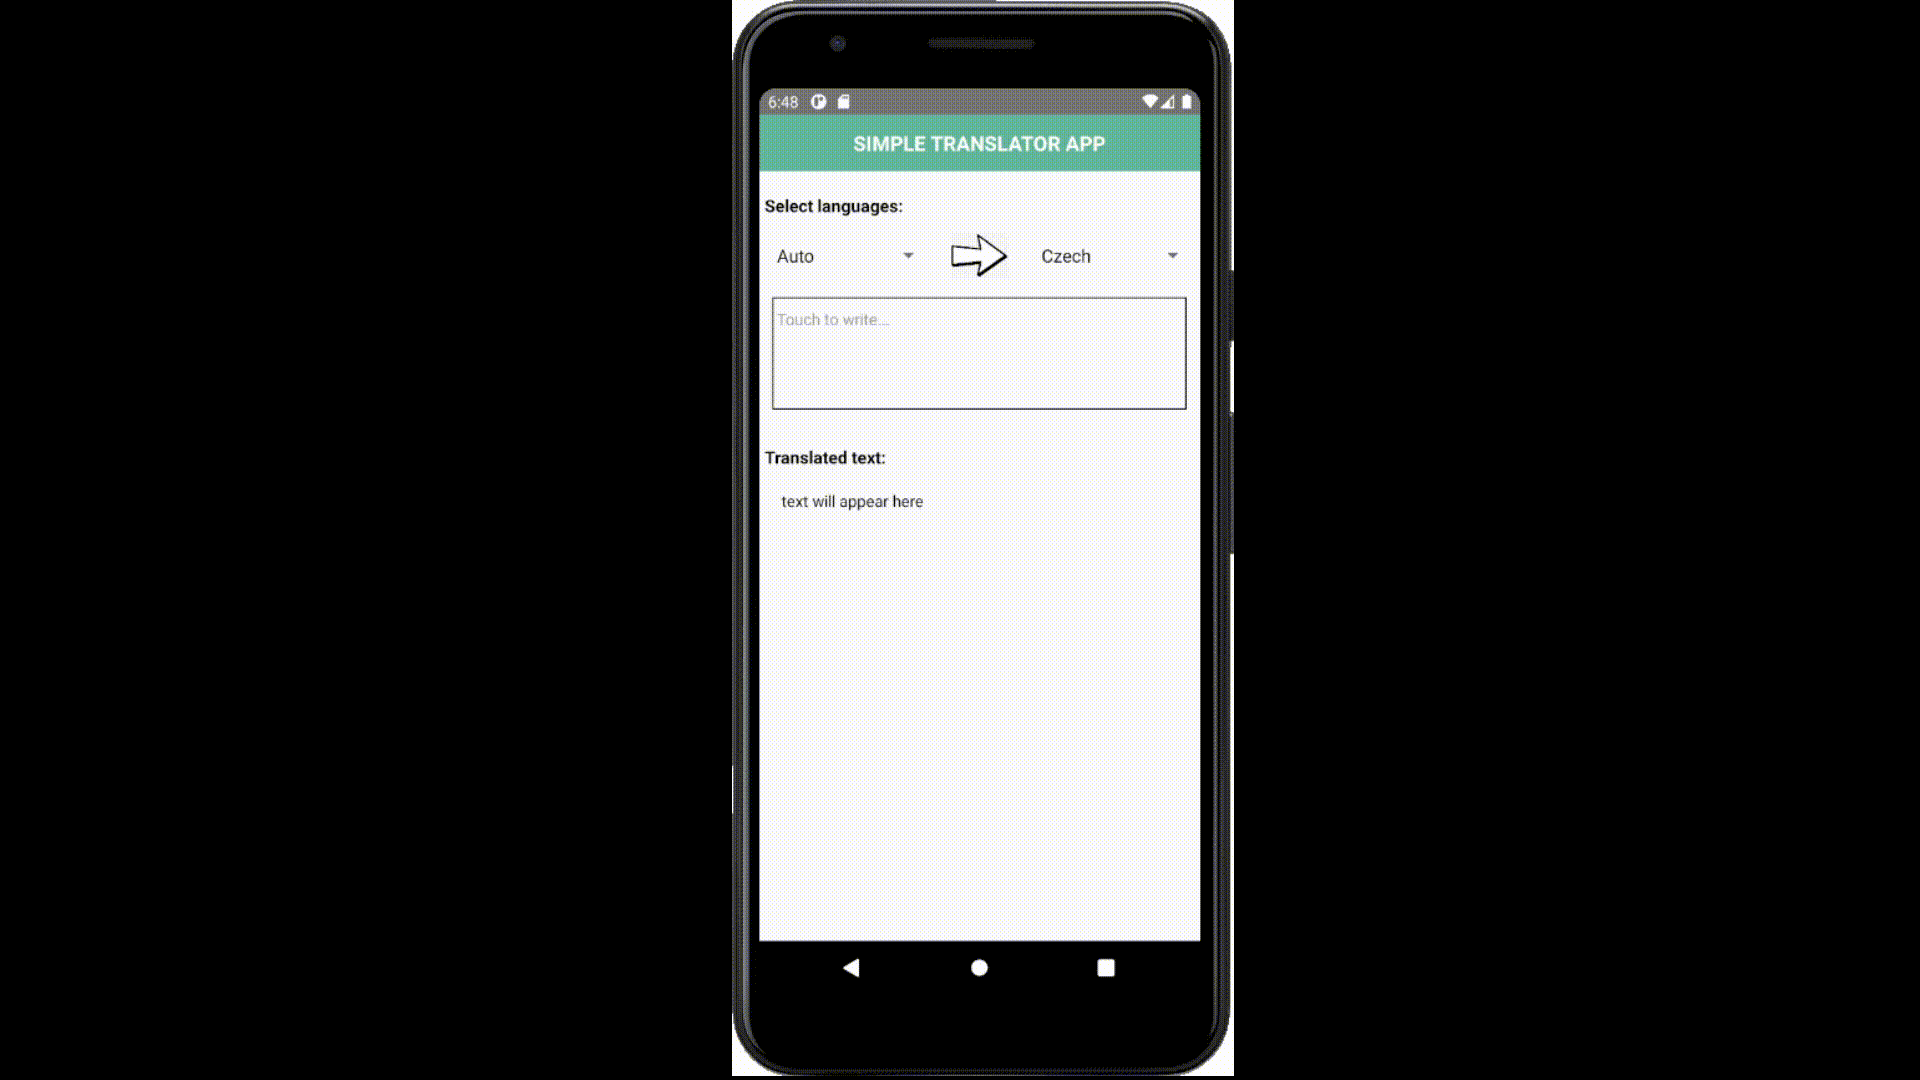 6:48
SIMPLE TRANSLATOR APP
Select languages:
Auto
Czech
Touch to write...
Translated text:
text will appear here